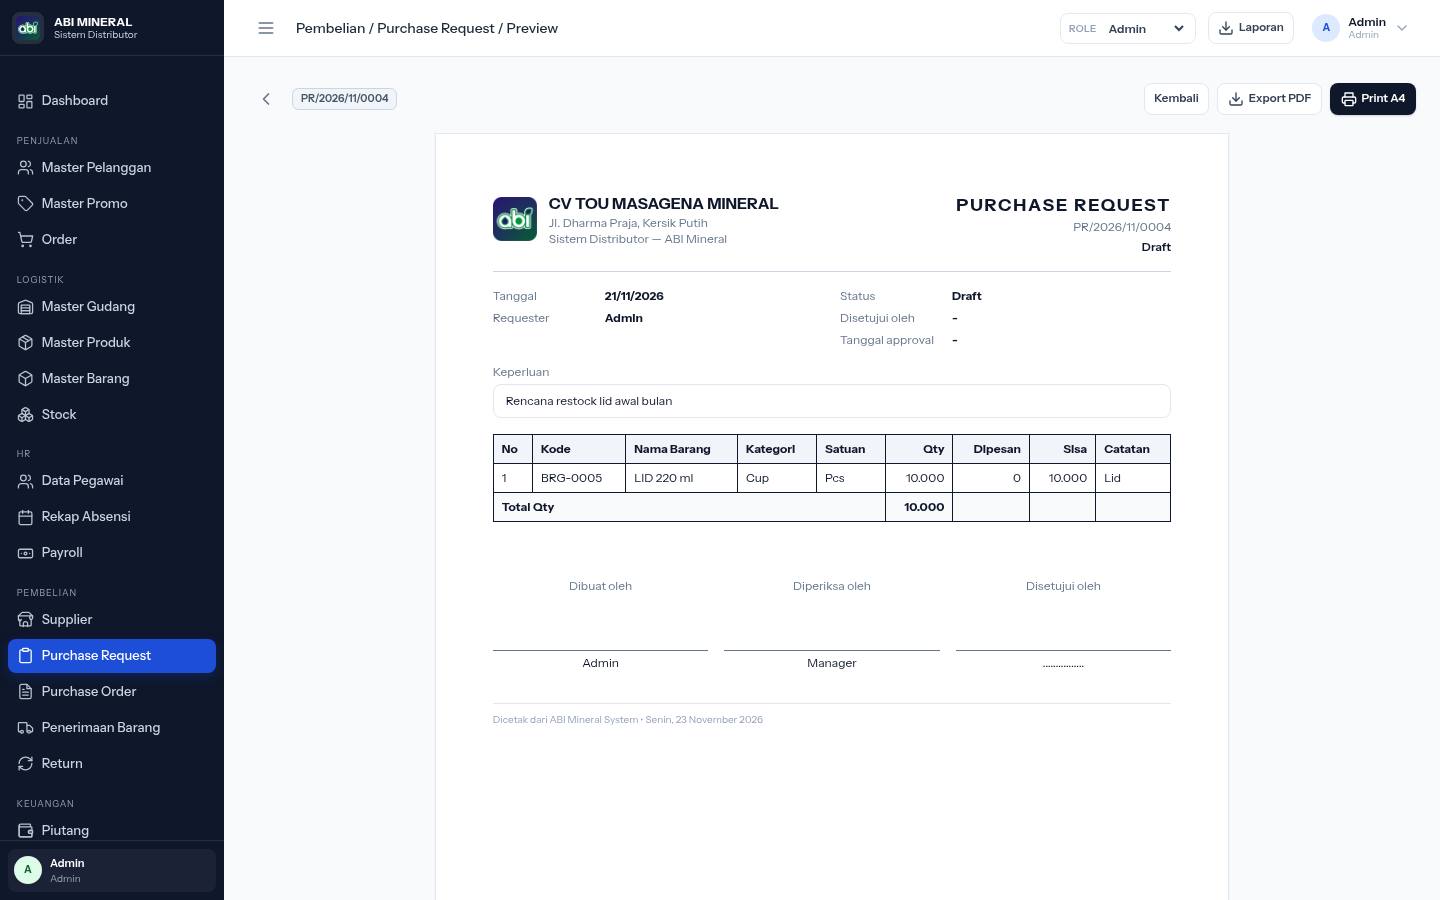 abi
ABI MINERAL
Sistem Distributor
Dashboard
PENJUALAN
Master Pelanggan
Master Promo
Order
LOGISTIK
Master Gudang
Master Produk
Master Barang
Stock
HR
Data Pegawai
Rekap Absensi
Payroll
PEMBELIAN
Supplier
Purchase Request
Purchase Order
Penerimaan Barang
Return
KEUANGAN
Piutang
A
Admin
Admin
Pembelian / Purchase Request / Preview
ROLE Admin
Laporan
A
Admin
Admin
PR/2026/11/0004
Kembali
Export PDF
Print A4
abi
CV TOU MASAGENA MINERAL
Jl. Dharma Praja, Kersik Putih
Sistem Distributor — ABI Mineral
PURCHASE REQUEST
PR/2026/11/0004
Draft
Tanggal 21/11/2026
Requester Admin
Status Draft
Disetujui oleh -
Tanggal approval -
Keperluan
Rencana restock lid awal bulan
No Kode Nama Barang Kategori Satuan Qty Dipesan Sisa Catatan
1 BRG-0005 LID 220 ml Cup Pcs 10.000 0 10.000 Lid
Total Qty 10.000
Dibuat oleh Diperiksa oleh Disetujui oleh
Admin Manager ................
Dicetak dari ABI Mineral System • Senin, 23 November 2026